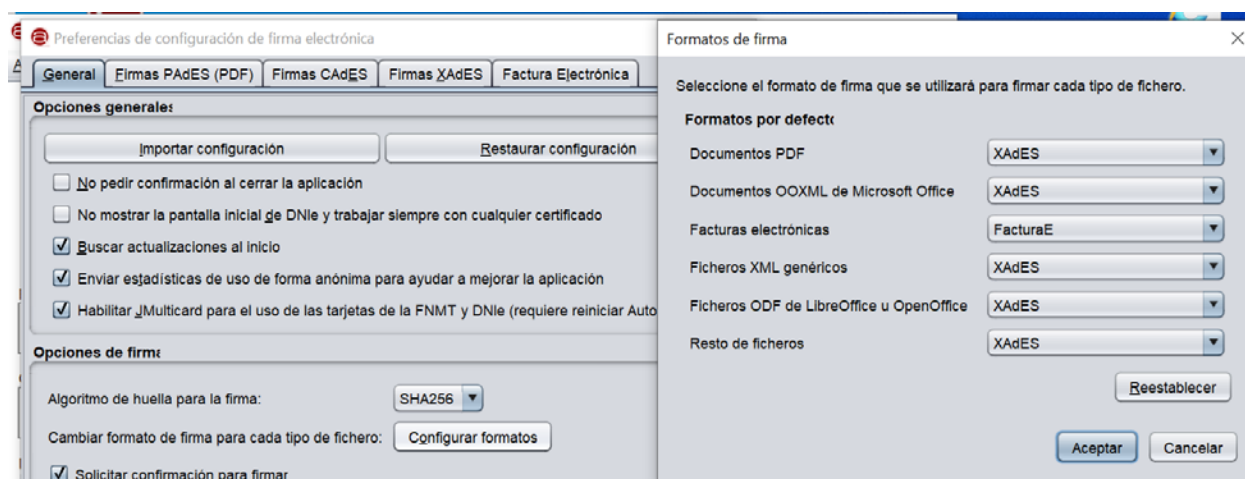 Preferencias de configuración de firma electrónica
General
Firmas PAdES (PDF)
Firmas CAdES
Firmas XAdES
Factura Electrónica
Opciones generales
Importar configuración
Restaurar configuración
No pedir confirmación al cerrar la aplicación
No mostrar la pantalla inicial de DNIe y trabajar siempre con cualquier certificado
Buscar actualizaciones al inicio
Enviar estadísticas de uso de forma anónima para ayudar a mejorar la aplicación
Habilitar JMulticard para el uso de las tarjetas de la FNMT y DNIe (requiere reiniciar Auto
Opciones de firma
Algoritmo de huella para la firma:
SHA256
Cambiar formato de firma para cada tipo de fichero:
Configurar formatos
Solicitar confirmación para firmar
Formatos de firma
Seleccione el formato de firma que se utilizará para firmar cada tipo de fichero.
Formatos por defecto
Documentos PDF
XAdES
Documentos OOXML de Microsoft Office
XAdES
Facturas electrónicas
FacturaE
Ficheros XML genéricos
XAdES
Ficheros ODF de LibreOffice u OpenOffice
XAdES
Resto de ficheros
XAdES
Reestablecer
Aceptar
Cancelar